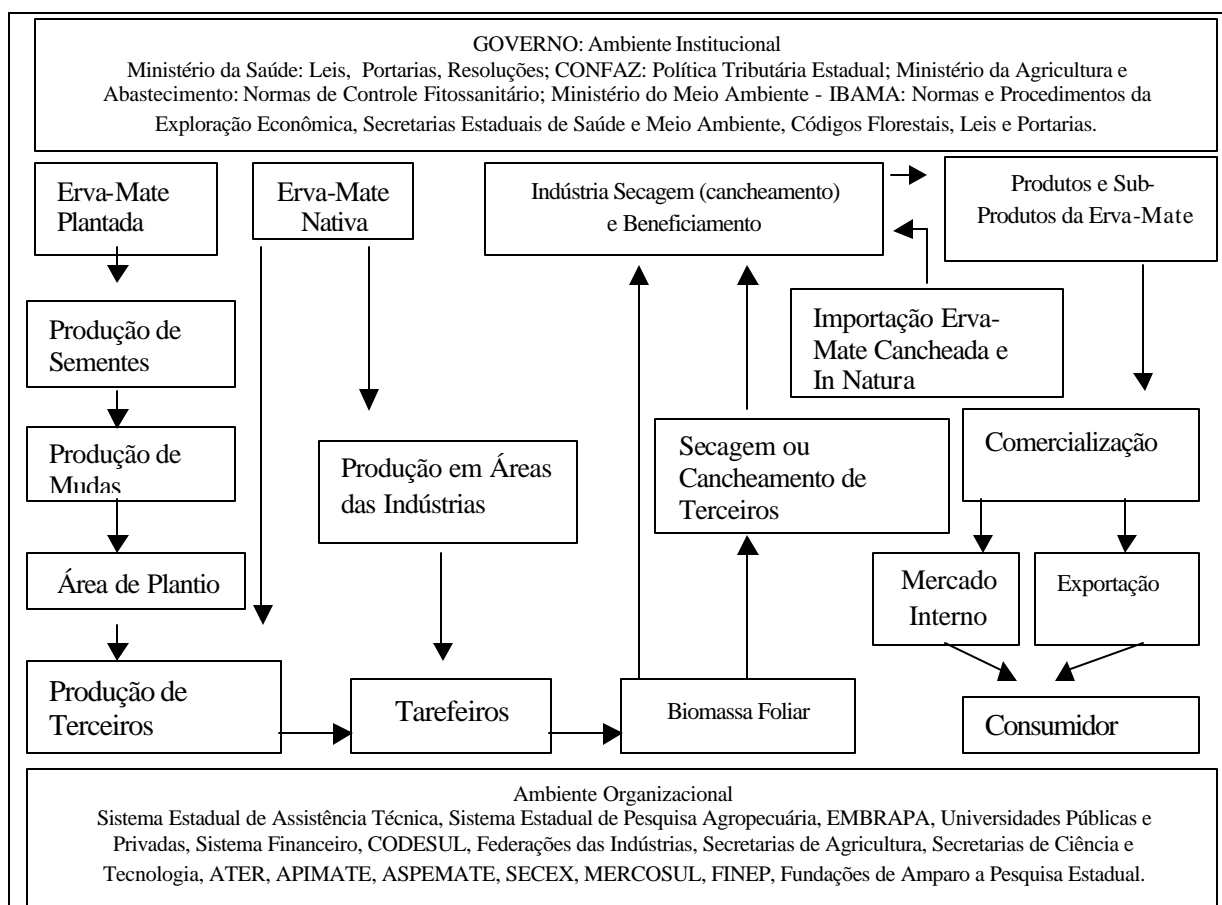 GOVERNO: Ambiente Institucional
Ministério da Saúde: Leis, Portarias, Resoluções; CONFAZ: Política Tributária Estadual; Ministério da Agricultura e
Abastecimento: Normas de Controle Fitossanitário; Ministério do Meio Ambiente - IBAMA: Normas e Procedimentos da
Exploração Econômica, Secretarias Estaduais de Saúde e Meio Ambiente, Códigos Florestais, Leis e Portarias.
Erva-Mate
Plantada
Erva-Mate
Nativa
Indústria Secagem (cancheamento)
e Beneficiamento
Produtos e Sub-
Produtos da Erva-Mate
Produção de
Sementes
Importação Erva-
Mate Cancheada e
In Natura
Produção de
Mudas
Produção em Áreas
das Indústrias
Secagem ou
Cancheamento de
Terceiros
Comercialização
Área de Plantio
Mercado
Interno
Exportação
Produção de
Terceiros
Tarefeiros
Biomassa Foliar
Consumidor
Ambiente Organizacional
Sistema Estadual de Assistência Técnica, Sistema Estadual de Pesquisa Agropecuária, EMBRAPA, Universidades Públicas e
Privadas, Sistema Financeiro, CODESUL, Federações das Indústrias, Secretarias de Agricultura, Secretarias de Ciência e
Tecnologia, ATER, APIMATE, ASPEMATE, SECEX, MERCOSUL, FINEP, Fundações de Amparo a Pesquisa Estadual.